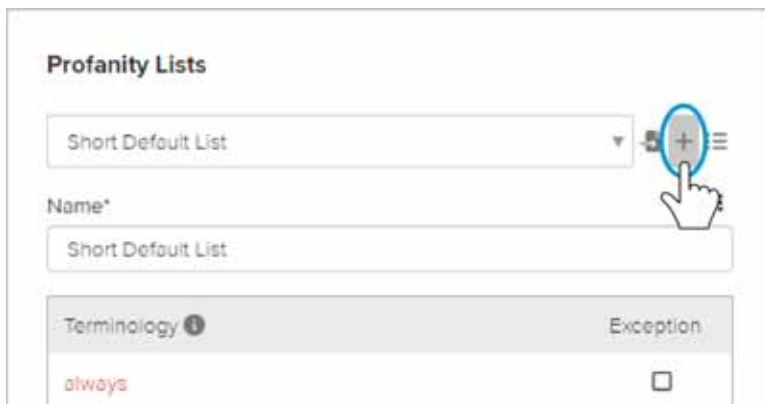 Profanity Lists
Short Default List
Name*
Short Default List
Terminology Exception
always